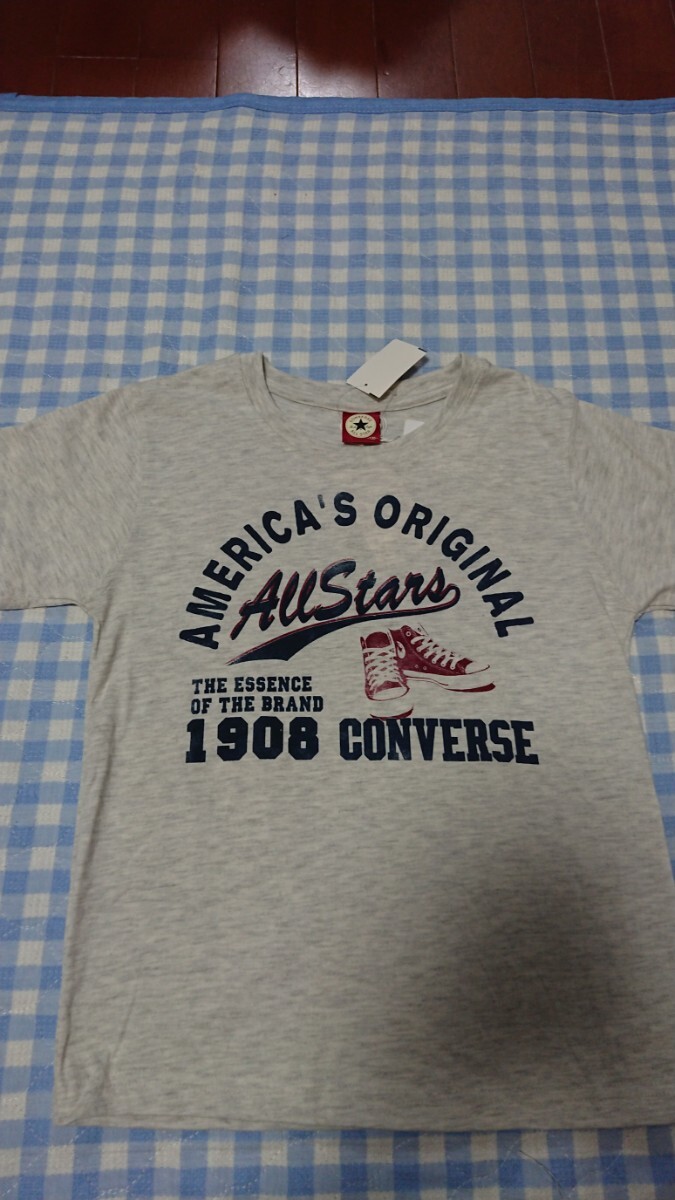 AMERICA'S ORIGINAL
AllStars
THE ESSENCE
OF THE BRAND
1908 CONVERSE